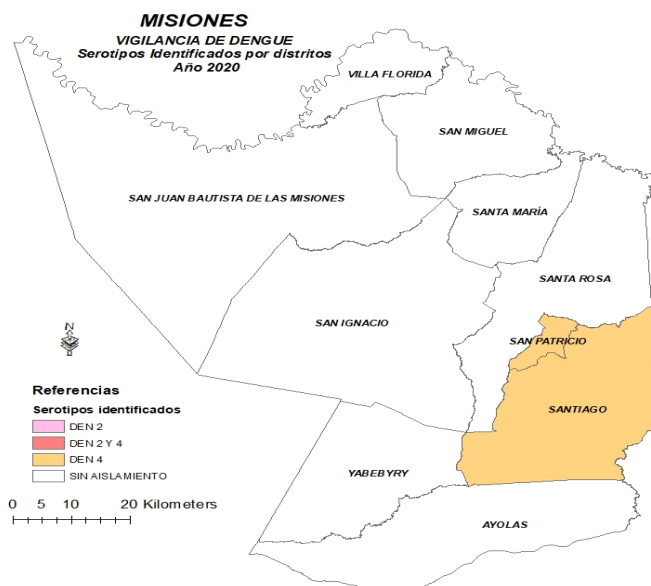 MISIONES
VIGILANCIA DE DENGUE
Serotipos Identificados por distritos
Año 2020
VILLA FLORIDA
SAN MIGUEL
SAN JUAN BAUTISTA DE LAS MISIONES
SANTA MARÌA
SANTA ROSA
SAN IGNACIO
SAN PATRICIO
SANTIAGO
YABEBYRY
AYOLAS
N
Referencias
Serotipos identificados
DEN 2
DEN 2 Y 4
DEN 4
SIN AISLAMIENTO
0 5 10 20 Kilometers